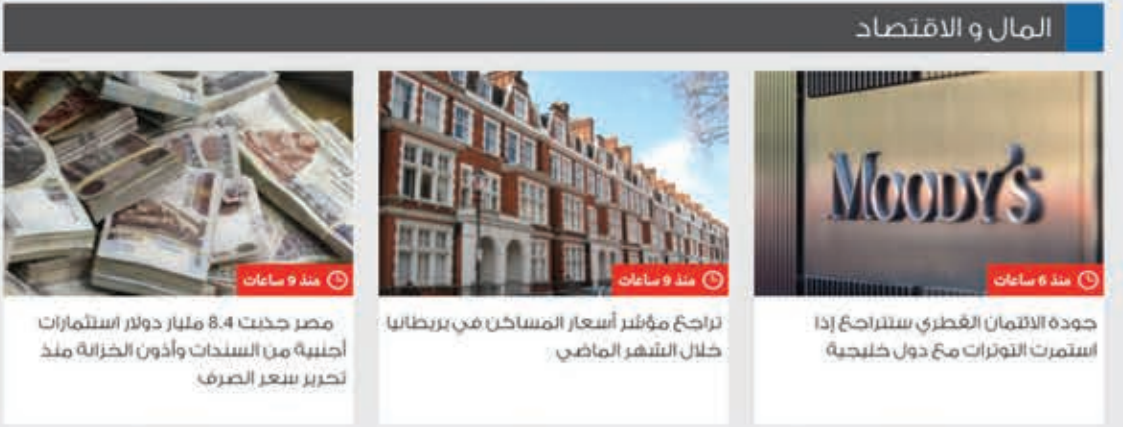 المال و الاقتصاد
MOODY'S
منذ 6 ساعات
جودة الائتمان القطري ستتراجع إذا
استمرت التوترات مع دول خليجية
منذ 9 ساعات
تراجع مؤشر أسعار المساكن في بريطانيا
خلال الشهر الماضي
منذ 9 ساعات
مصر جذبت 8.4 مليار دولار استثمارات
أجنبية من السندات وأذون الخزانة منذ
تحرير سعر الصرف